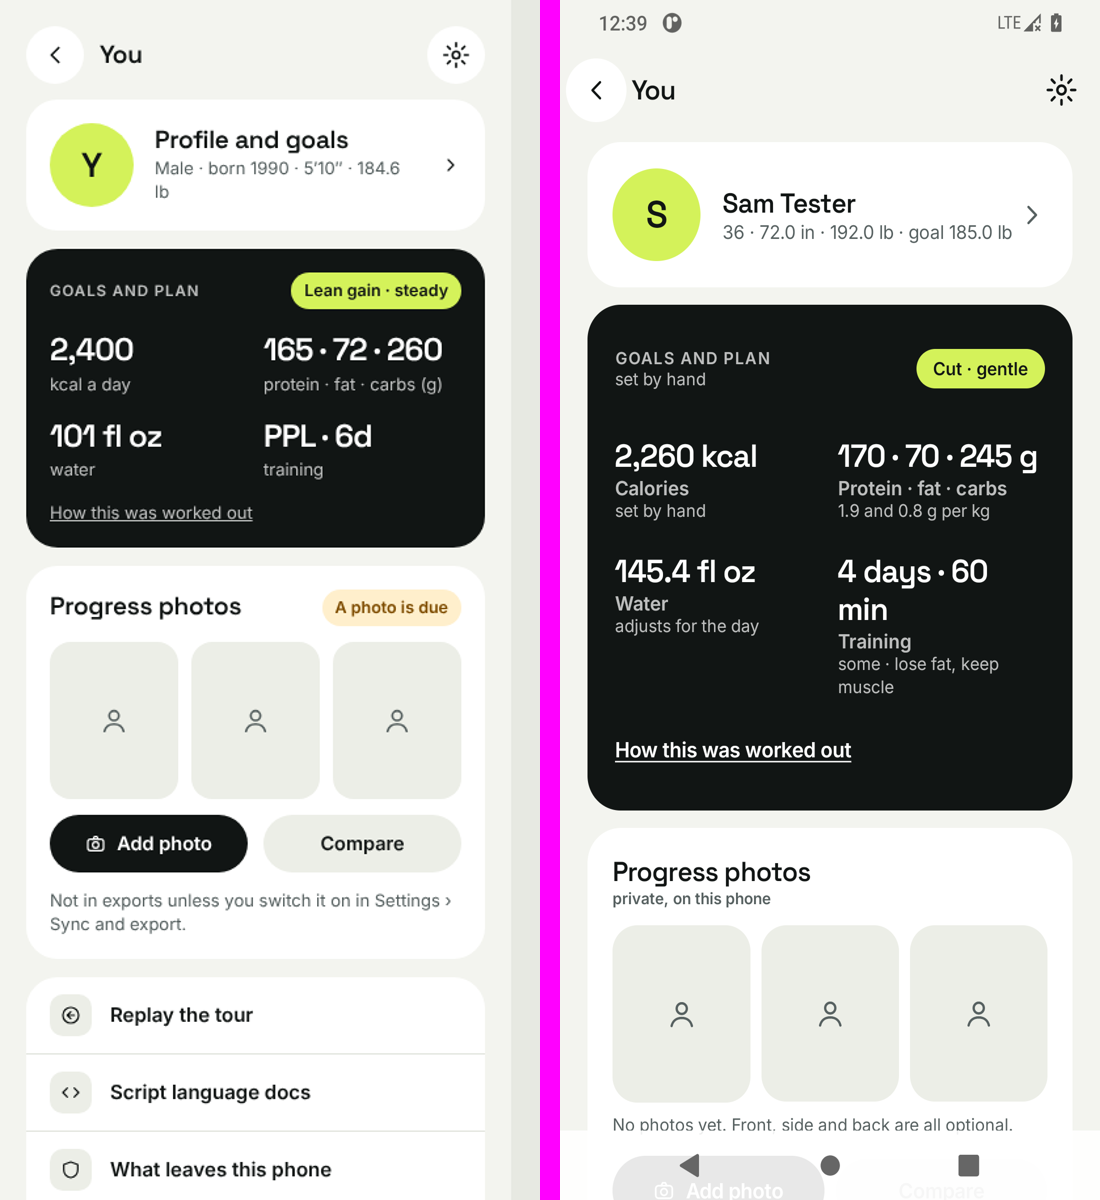 You
Y
Profile and goals
Male · born 1990 · 5′10″ · 184.6
lb
GOALS AND PLAN
Lean gain · steady
2,400
165 · 72 · 260
kcal a day
protein · fat · carbs (g)
101 fl oz
PPL · 6d
water
training
How this was worked out
Progress photos
A photo is due
Add photo
Compare
Not in exports unless you switch it on in Settings ›
Sync and export.
Replay the tour
Script language docs
What leaves this phone
12:39
LTE
You
S
Sam Tester
36 · 72.0 in · 192.0 lb · goal 185.0 lb
GOALS AND PLAN
set by hand
Cut · gentle
2,260 kcal
170 · 70 · 245 g
Calories
Protein · fat · carbs
set by hand
1.9 and 0.8 g per kg
145.4 fl oz
4 days · 60
min
Water
Training
adjusts for the day
some · lose fat, keep
muscle
How this was worked out
Progress photos
private, on this phone
No photos yet. Front, side and back are all optional.
Add photo
Compare